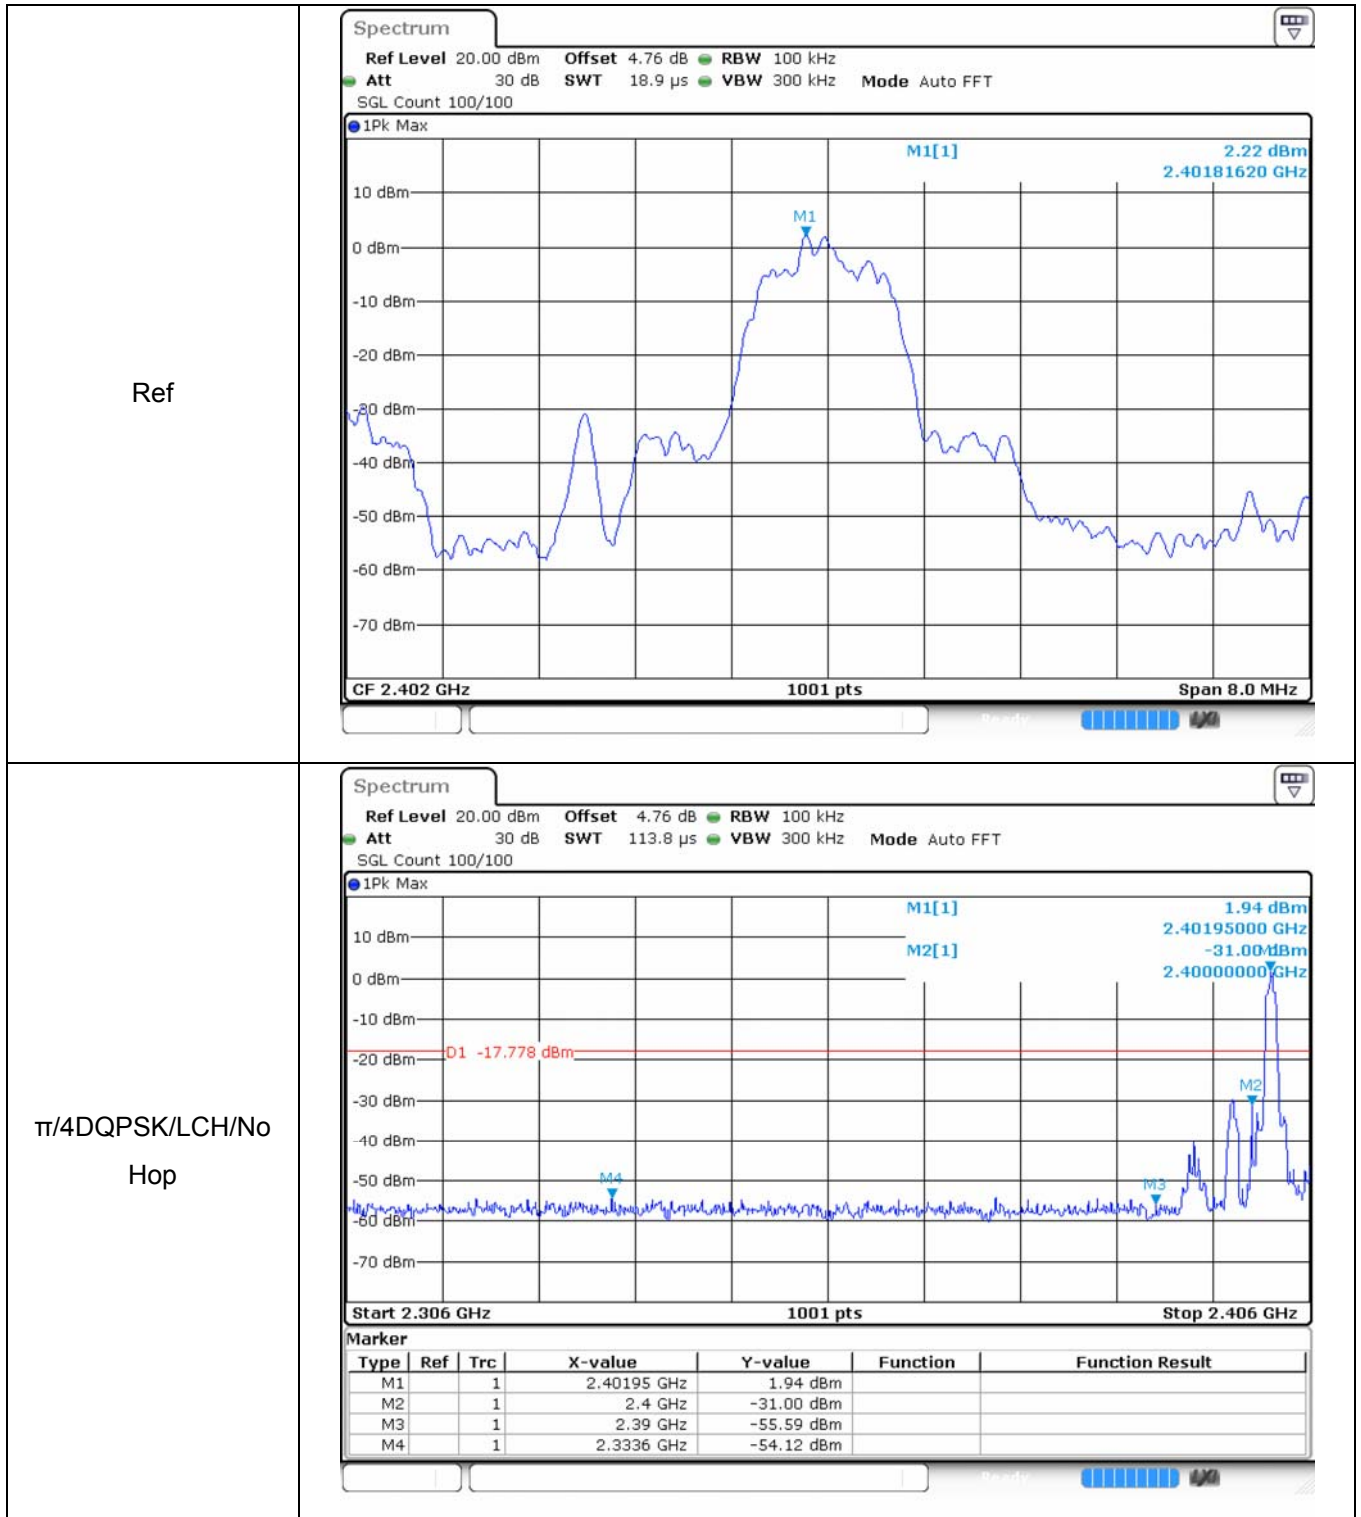 Ref
Spectrum
Ref Level 20.00 dBm Offset 4.76 dB RBW 100 kHz
Att 30 dB SWT 18.9 µs VBW 300 kHz Mode Auto FFT
SGL Count 100/100
1Pk Max
M1[1] 2.22 dBm
2.40181620 GHz
10 dBm
M1
0 dBm
-10 dBm
-20 dBm
-30 dBm
-40 dBm
-50 dBm
-60 dBm
-70 dBm
CF 2.402 GHz 1001 pts Span 8.0 MHz
Ready
π/4DQPSK/LCH/No
Hop
Spectrum
Ref Level 20.00 dBm Offset 4.76 dB RBW 100 kHz
Att 30 dB SWT 113.8 µs VBW 300 kHz Mode Auto FFT
SGL Count 100/100
1Pk Max
M1[1] 1.94 dBm
2.40195000 GHz
10 dBm
M2[1] -31.00 dBm
M1
0 dBm
2.40000000 GHz
-10 dBm
D1 -17.778 dBm
-20 dBm
M2
-30 dBm
-40 dBm
-50 dBm
M4
M3
-60 dBm
-70 dBm
Start 2.306 GHz 1001 pts Stop 2.406 GHz
Marker
Type Ref Trc X-value Y-value Function Function Result
M1 1 2.40195 GHz 1.94 dBm
M2 1 2.4 GHz -31.00 dBm
M3 1 2.39 GHz -55.59 dBm
M4 1 2.3336 GHz -54.12 dBm
Ready